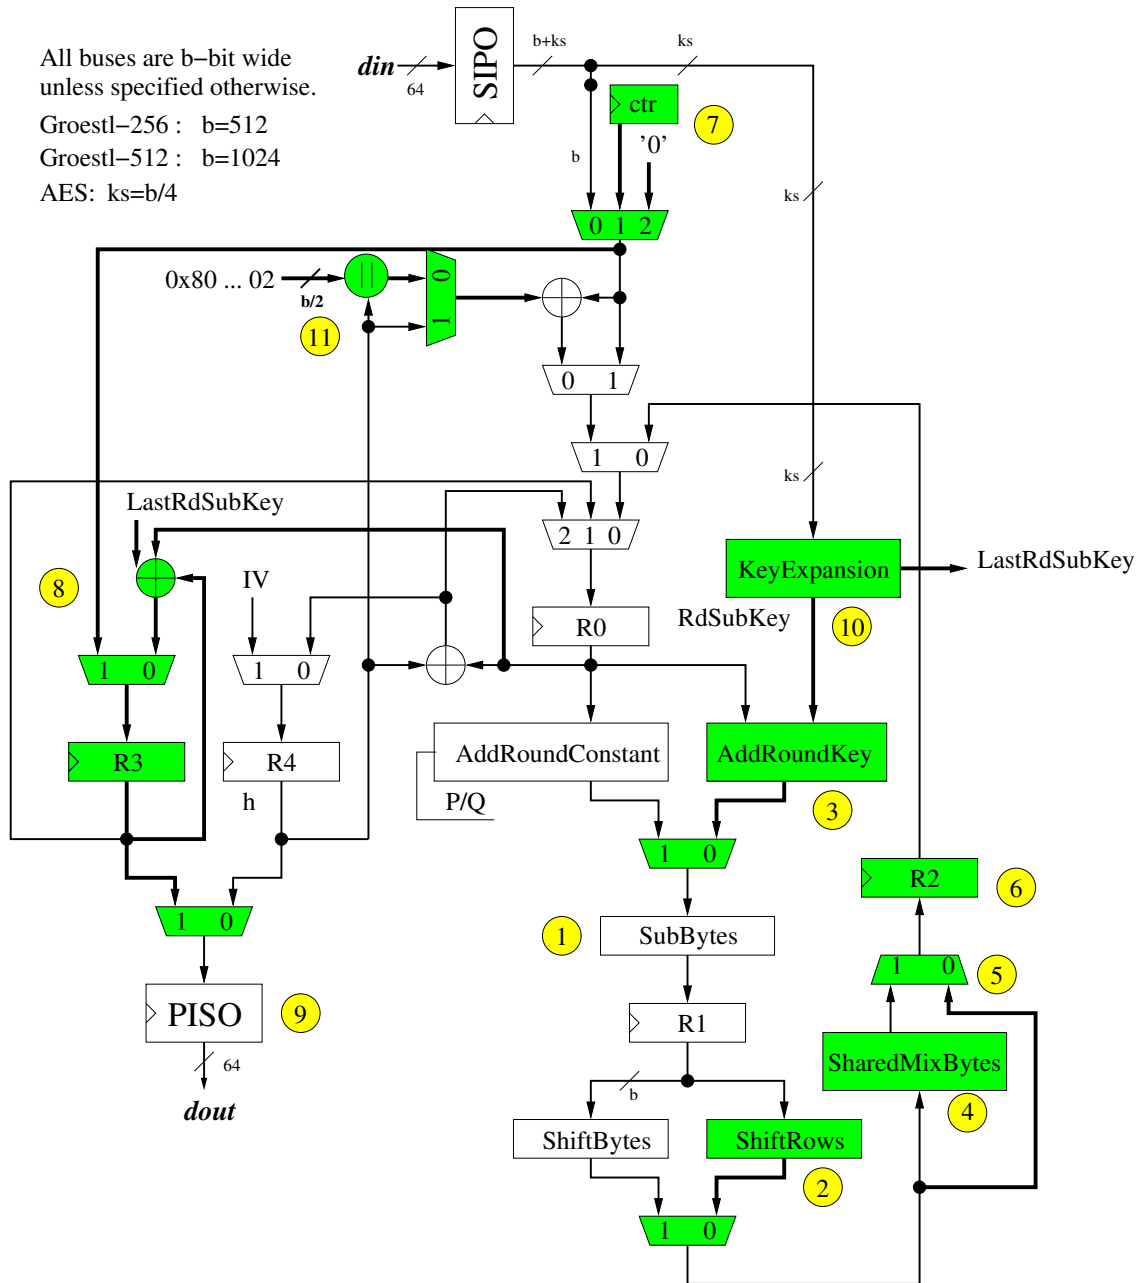 All buses are b−bit wide
unless specified otherwise.
Groestl−256 : b=512
Groestl−512 : b=1024
AES: ks=b/4
din
64
SIPO
b+ks
ks
ctr
7
'0'
b
ks
0 1 2
0x80 ... 02
b/2
||
0
1
11
0 1
1 0
ks
LastRdSubKey
2 1 0
8
IV
KeyExpansion
LastRdSubKey
R0
RdSubKey
10
1 0
1 0
R3
R4
AddRoundConstant
AddRoundKey
h
P/Q
3
1 0
R2
6
1 0
1
SubBytes
1 0
5
PISO
9
R1
SharedMixBytes
64
b
4
dout
ShiftBytes
ShiftRows
2
1 0